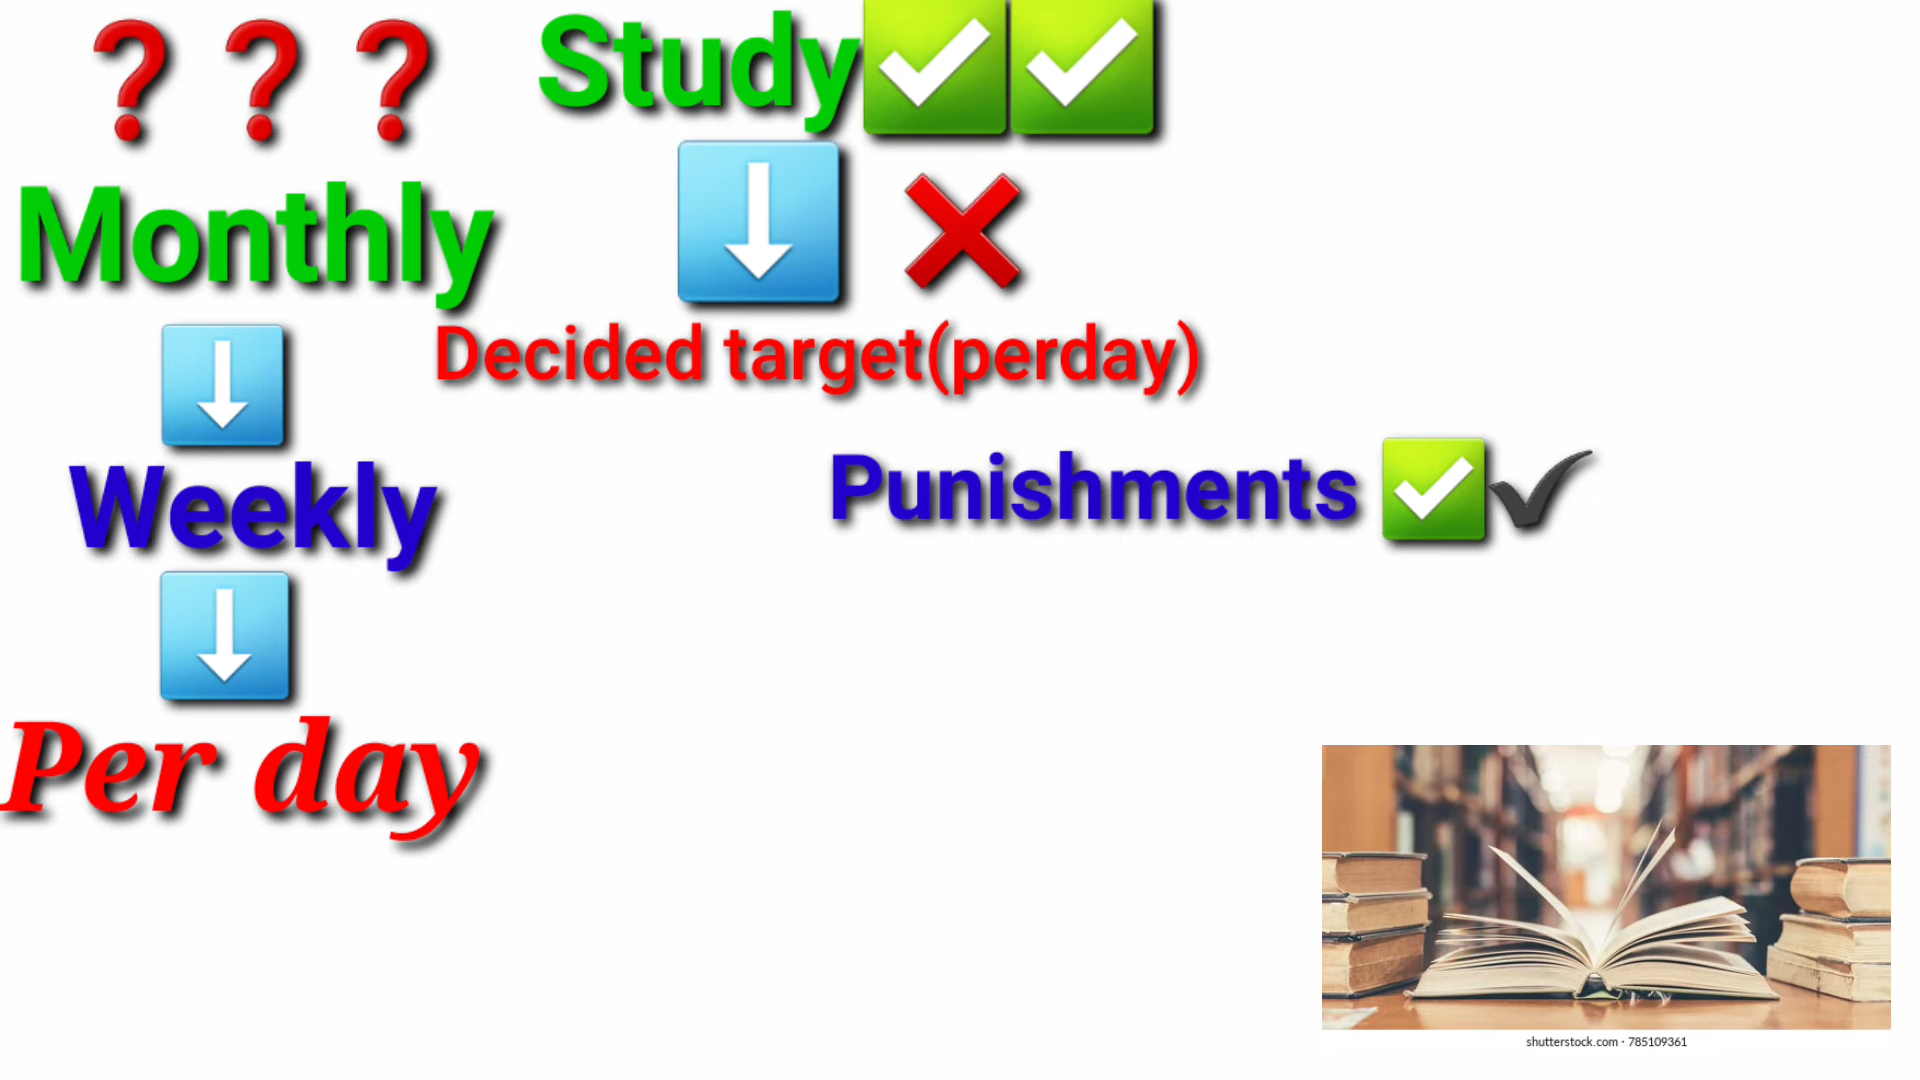 ❓❓❓
Monthly
⬇️
Weekly
⬇️
Per day
Study✅✅
⬇️ ❌
Decided target(perday)
Punishments ✅✔
shutterstock.com · 785109361